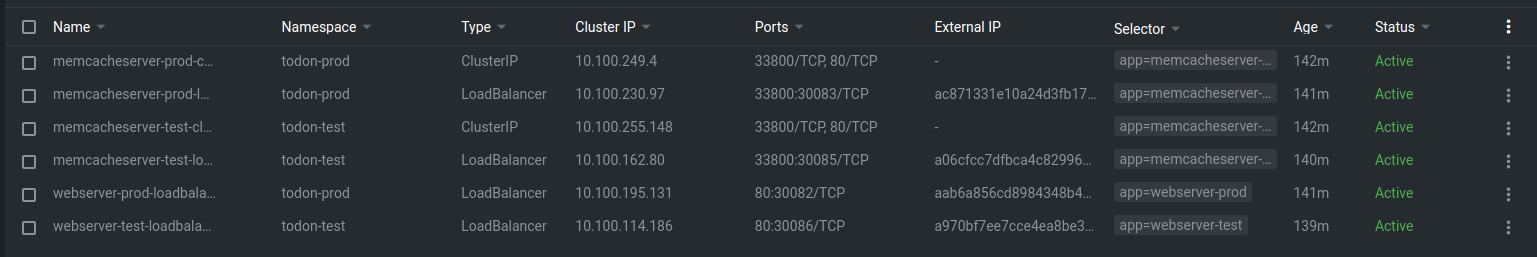 Name Namespace Type Cluster IP Ports External IP Selector Age Status
memcacheserver-prod-c... todon-prod ClusterIP 10.100.249.4 33800/TCP, 80/TCP - app=memcacheserver-... 142m Active
memcacheserver-prod-l... todon-prod LoadBalancer 10.100.230.97 33800:30083/TCP ac871331e10a24d3fb17... app=memcacheserver-... 141m Active
memcacheserver-test-cl... todon-test ClusterIP 10.100.255.148 33800/TCP, 80/TCP - app=memcacheserver-... 142m Active
memcacheserver-test-lo... todon-test LoadBalancer 10.100.162.80 33800:30085/TCP a06cfcc7dfbca4c82996... app=memcacheserver-... 140m Active
webserver-prod-loadbala... todon-prod LoadBalancer 10.100.195.131 80:30082/TCP aab6a856cd8984348b4... app=webserver-prod 141m Active
webserver-test-loadbala... todon-test LoadBalancer 10.100.114.186 80:30086/TCP a970bf7ee7cce4ea8be3... app=webserver-test 139m Active